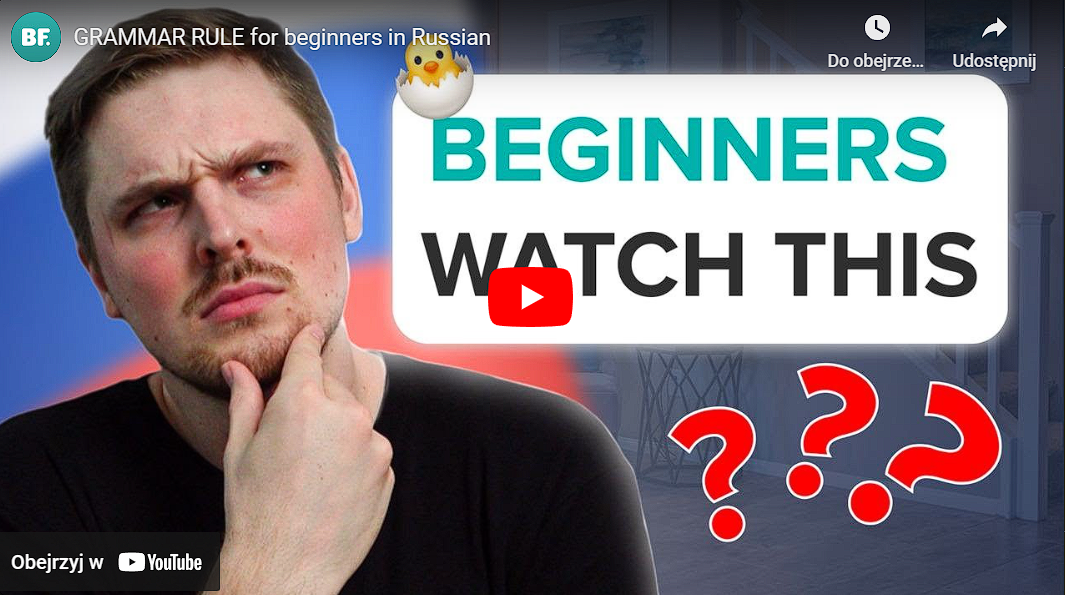 BF. GRAMMAR RULE for beginners in Russian
Do obejrze... Udostępnij
BEGINNERS
WATCH THIS
? ? ?
Obejrzyj w YouTube